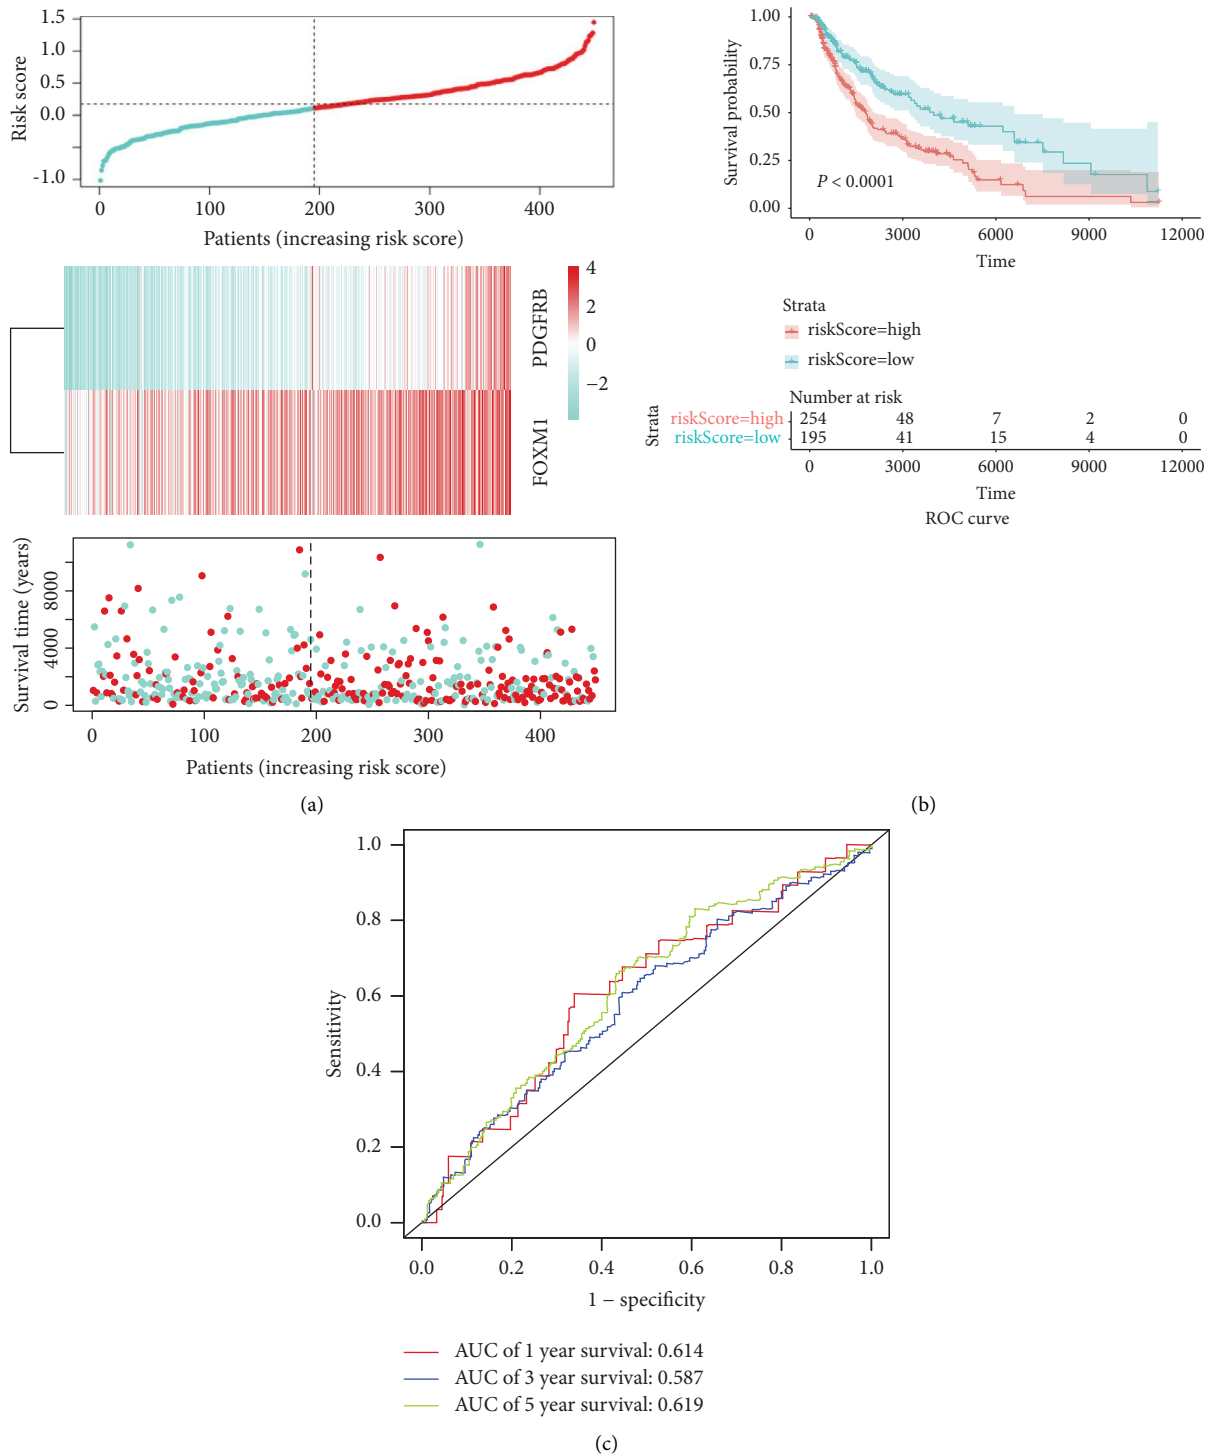 1.5
1.0
0.5
0.0
-1.0
Risk score
0 100 200 300 400
Patients (increasing risk score)
PDGFRB
FOXM1
4
2
0
−2
Survival time (years)
8000
4000
0
0 100 200 300 400
Patients (increasing risk score)
(a)
1.00
0.75
0.50
0.25
0.00
Survival probability
P < 0.0001
0 3000 6000 9000 12000
Time
Strata
riskScore=high
riskScore=low
Number at risk
Strata
riskScore=high 254 48 7 2 0
riskScore=low 195 41 15 4 0
0 3000 6000 9000 12000
Time
ROC curve
(b)
1.0
0.8
0.6
0.4
0.2
0.0
Sensitivity
0.0 0.2 0.4 0.6 0.8 1.0
1 − specificity
AUC of 1 year survival: 0.614
AUC of 3 year survival: 0.587
AUC of 5 year survival: 0.619
(c)